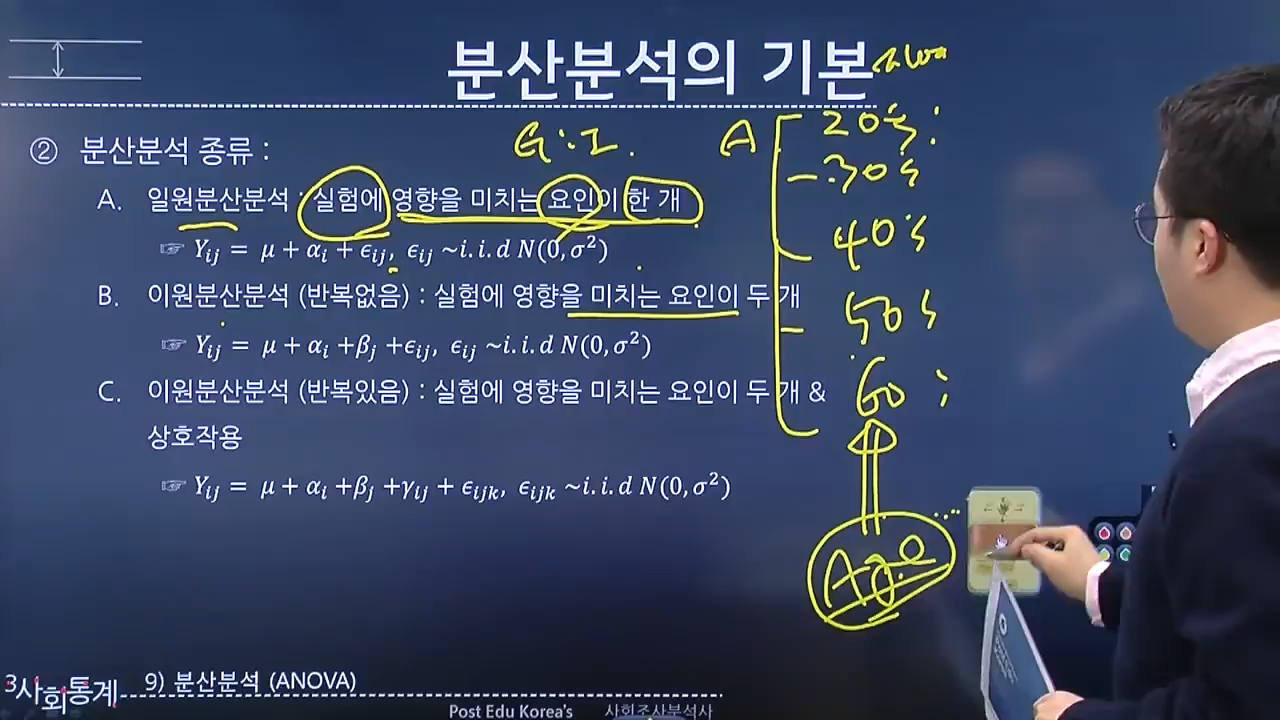 분산분석의 기본
② 분산분석 종류 :
G : I .
A
20's
30's
40's
50's
60
Age
A. 일원분산분석 : 실험에 영향을 미치는 요인이 한 개
☞ Yij = μ + αi + ϵij, ϵij ~i.i.d N(0, σ²)
B. 이원분산분석 (반복없음) : 실험에 영향을 미치는 요인이 두 개
☞ Yij = μ + αi +βj +ϵij, ϵij ~i.i.d N(0, σ²)
C. 이원분산분석 (반복있음) : 실험에 영향을 미치는 요인이 두 개 &
상호작용
☞ Yij = μ + αi +βj +γij + ϵijk, ϵijk ~i.i.d N(0, σ²)
3 사회통계
9) 분산분석 (ANOVA)
Post Edu Korea's 사회조사분석사